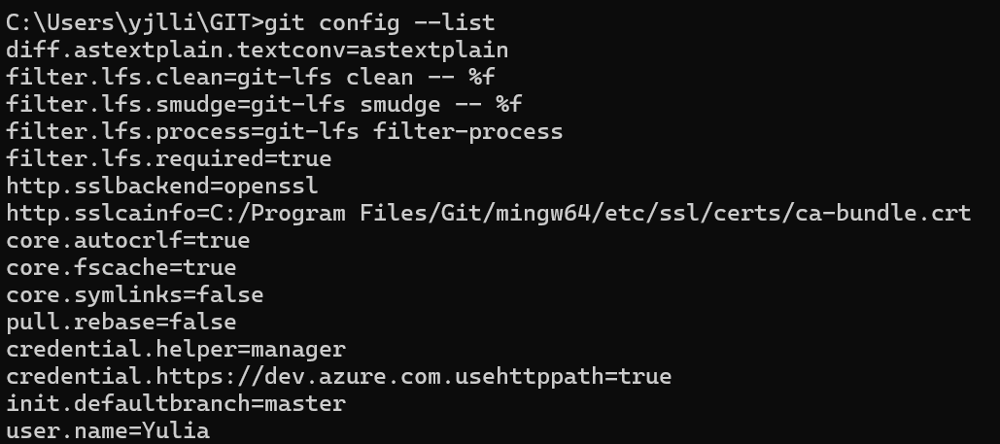 C:\Users\yjlli\GIT>git config --list
diff.astextplain.textconv=astextplain
filter.lfs.clean=git-lfs clean -- %f
filter.lfs.smudge=git-lfs smudge -- %f
filter.lfs.process=git-lfs filter-process
filter.lfs.required=true
http.sslbackend=openssl
http.sslcainfo=C:/Program Files/Git/mingw64/etc/ssl/certs/ca-bundle.crt
core.autocrlf=true
core.fscache=true
core.symlinks=false
pull.rebase=false
credential.helper=manager
credential.https://dev.azure.com.usehttppath=true
init.defaultbranch=master
user.name=Yulia